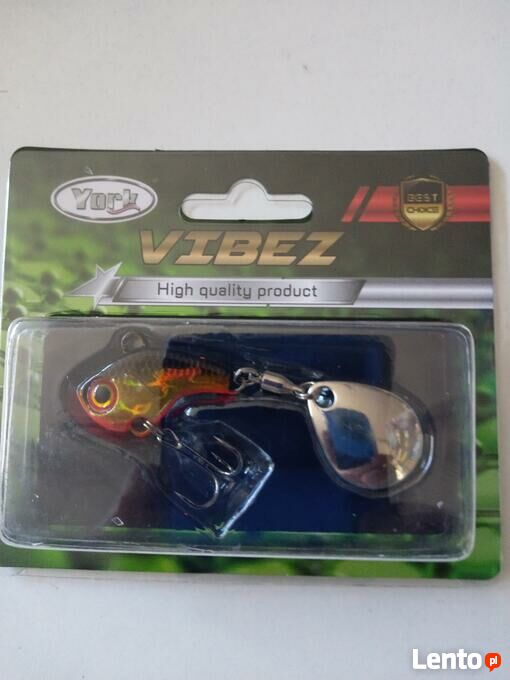 York
VIBEZ
BEST
CHOICE
High quality product
Lento.pl